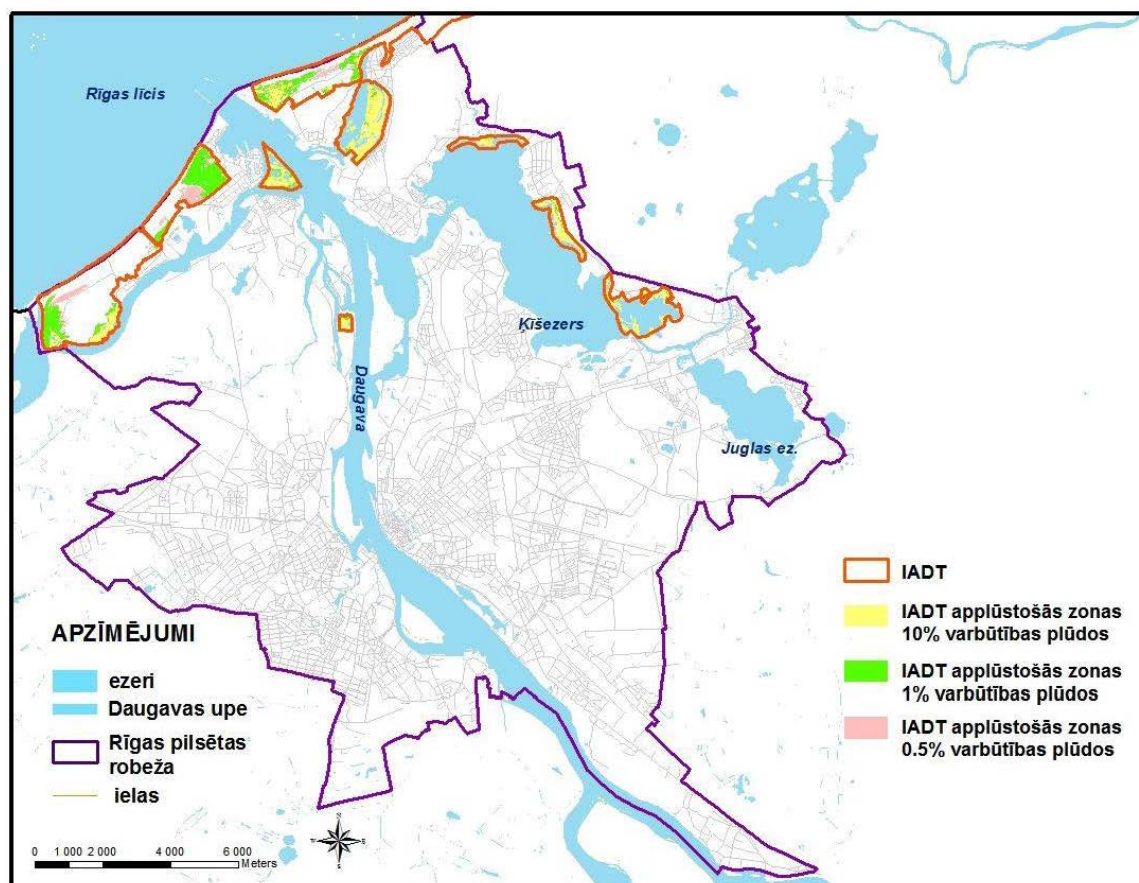 Rīgas līcis
Ķīšezers
Daugava
Juglas ez.
APZĪMĒJUMI
ezeri
Daugavas upe
Rīgas pilsētas
robeža
ielas
0 1 000 2 000 4 000 6 000
Meters
N
W
E
S
IADT
IADT applūstošās zonas
10% varbūtības plūdos
IADT applūstošās zonas
1% varbūtības plūdos
IADT applūstošās zonas
0.5% varbūtības plūdos